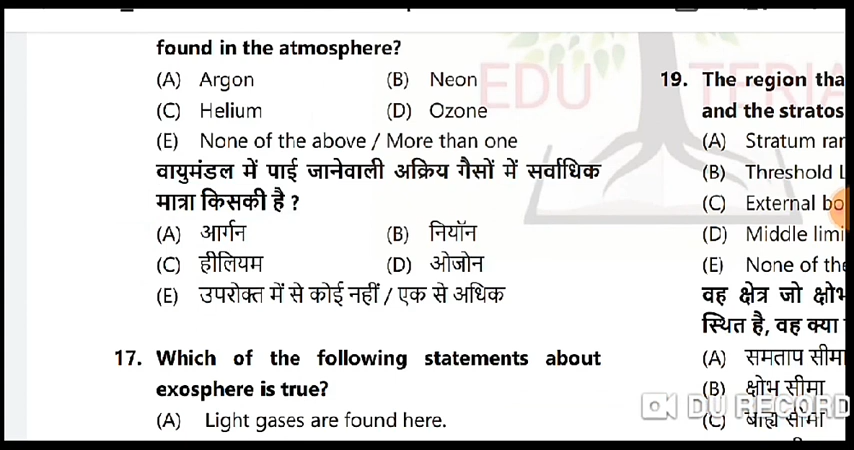 found in the atmosphere?
(A) Argon (B) Neon
(C) Helium (D) Ozone
(E) None of the above / More than one
वायुमंडल में पाई जानेवाली अक्रिय गैसों में सर्वाधिक
मात्रा किसकी है ?
(A) आर्गन (B) नियॉन
(C) हीलियम (D) ओजोन
(E) उपरोक्त में से कोई नहीं / एक से अधिक
17. Which of the following statements about
exosphere is true?
(A) Light gases are found here.
19. The region tha
and the stratos
(A) Stratum rar
(B) Threshold L
(C) External bo
(D) Middle limi
(E) None of the
वह क्षेत्र जो क्षोभ
स्थित है, वह क्या
(A) समताप सीमा
(B) क्षोभ सीमा
(C) बाह्य सीमा
EDU TERIA
DU RECORD